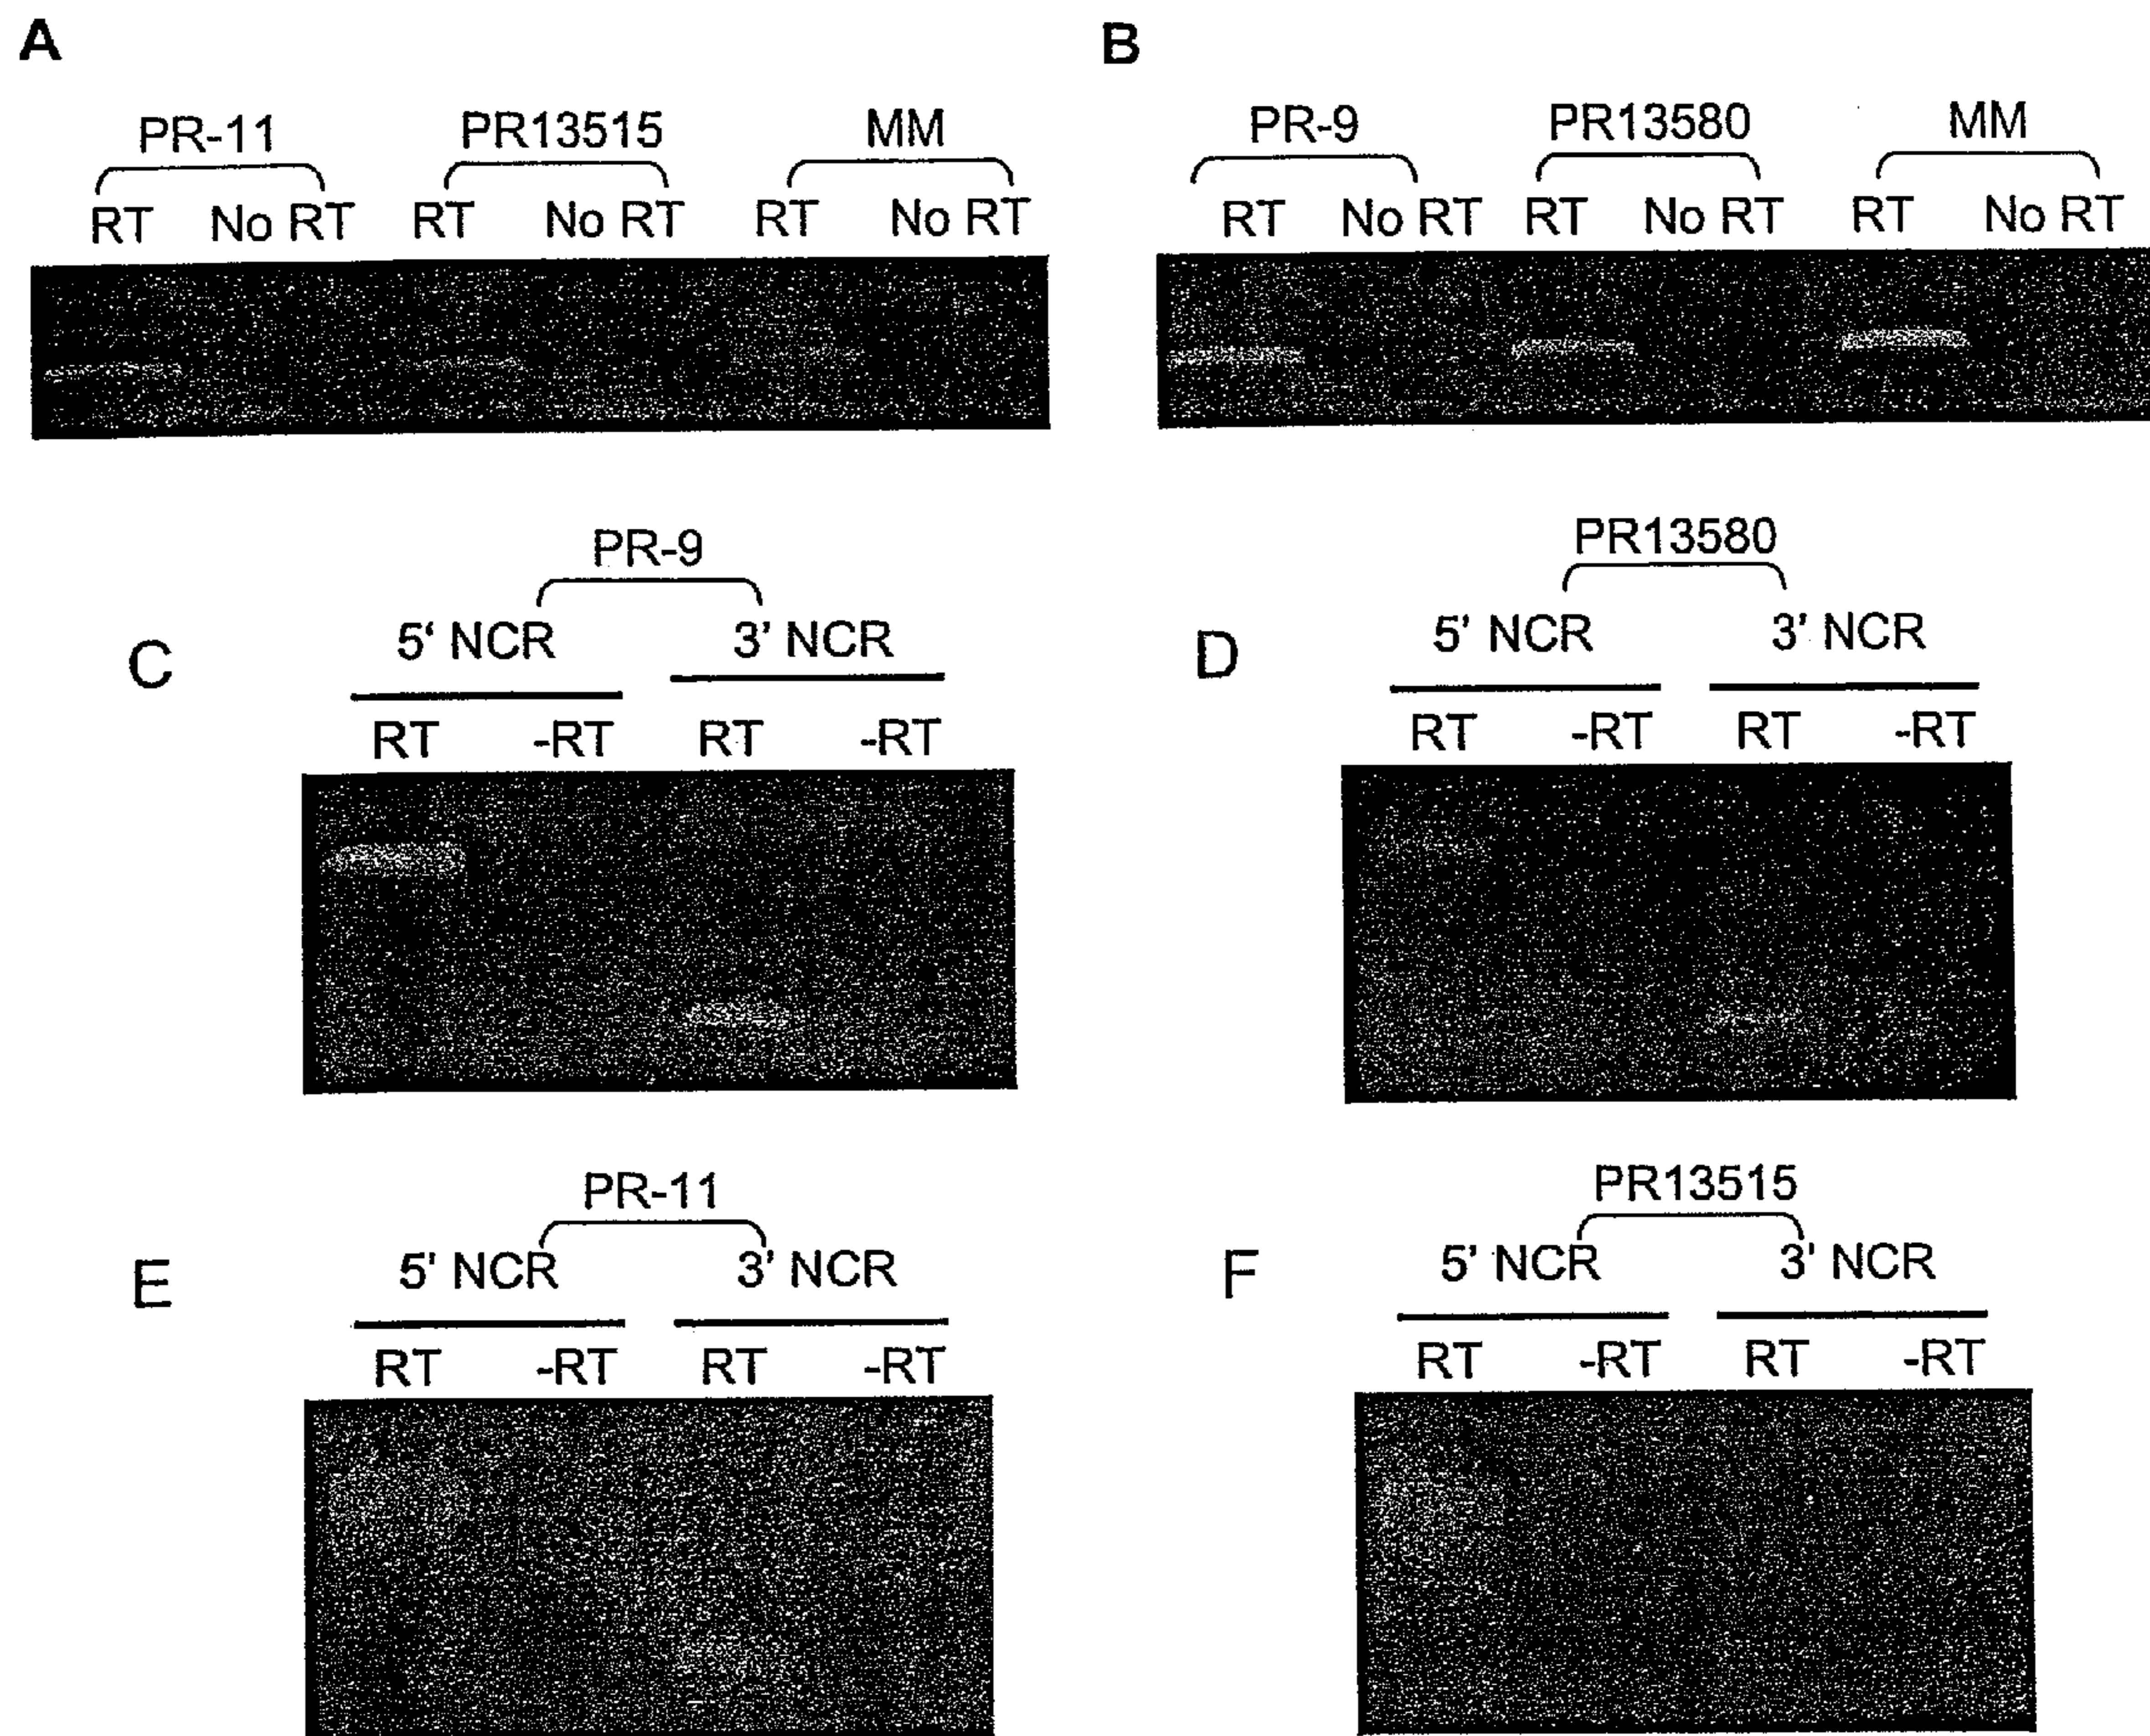 A
PR-11 PR13515 MM
RT No RT RT No RT RT No RT
B
PR-9 PR13580 MM
RT No RT RT No RT RT No RT
C
PR-9
5‘ NCR 3’ NCR
RT -RT RT -RT
D
PR13580
5’ NCR 3’ NCR
RT -RT RT -RT
E
PR-11
5’ NCR 3’ NCR
RT -RT RT -RT
F
PR13515
5’ NCR 3’ NCR
RT -RT RT -RT